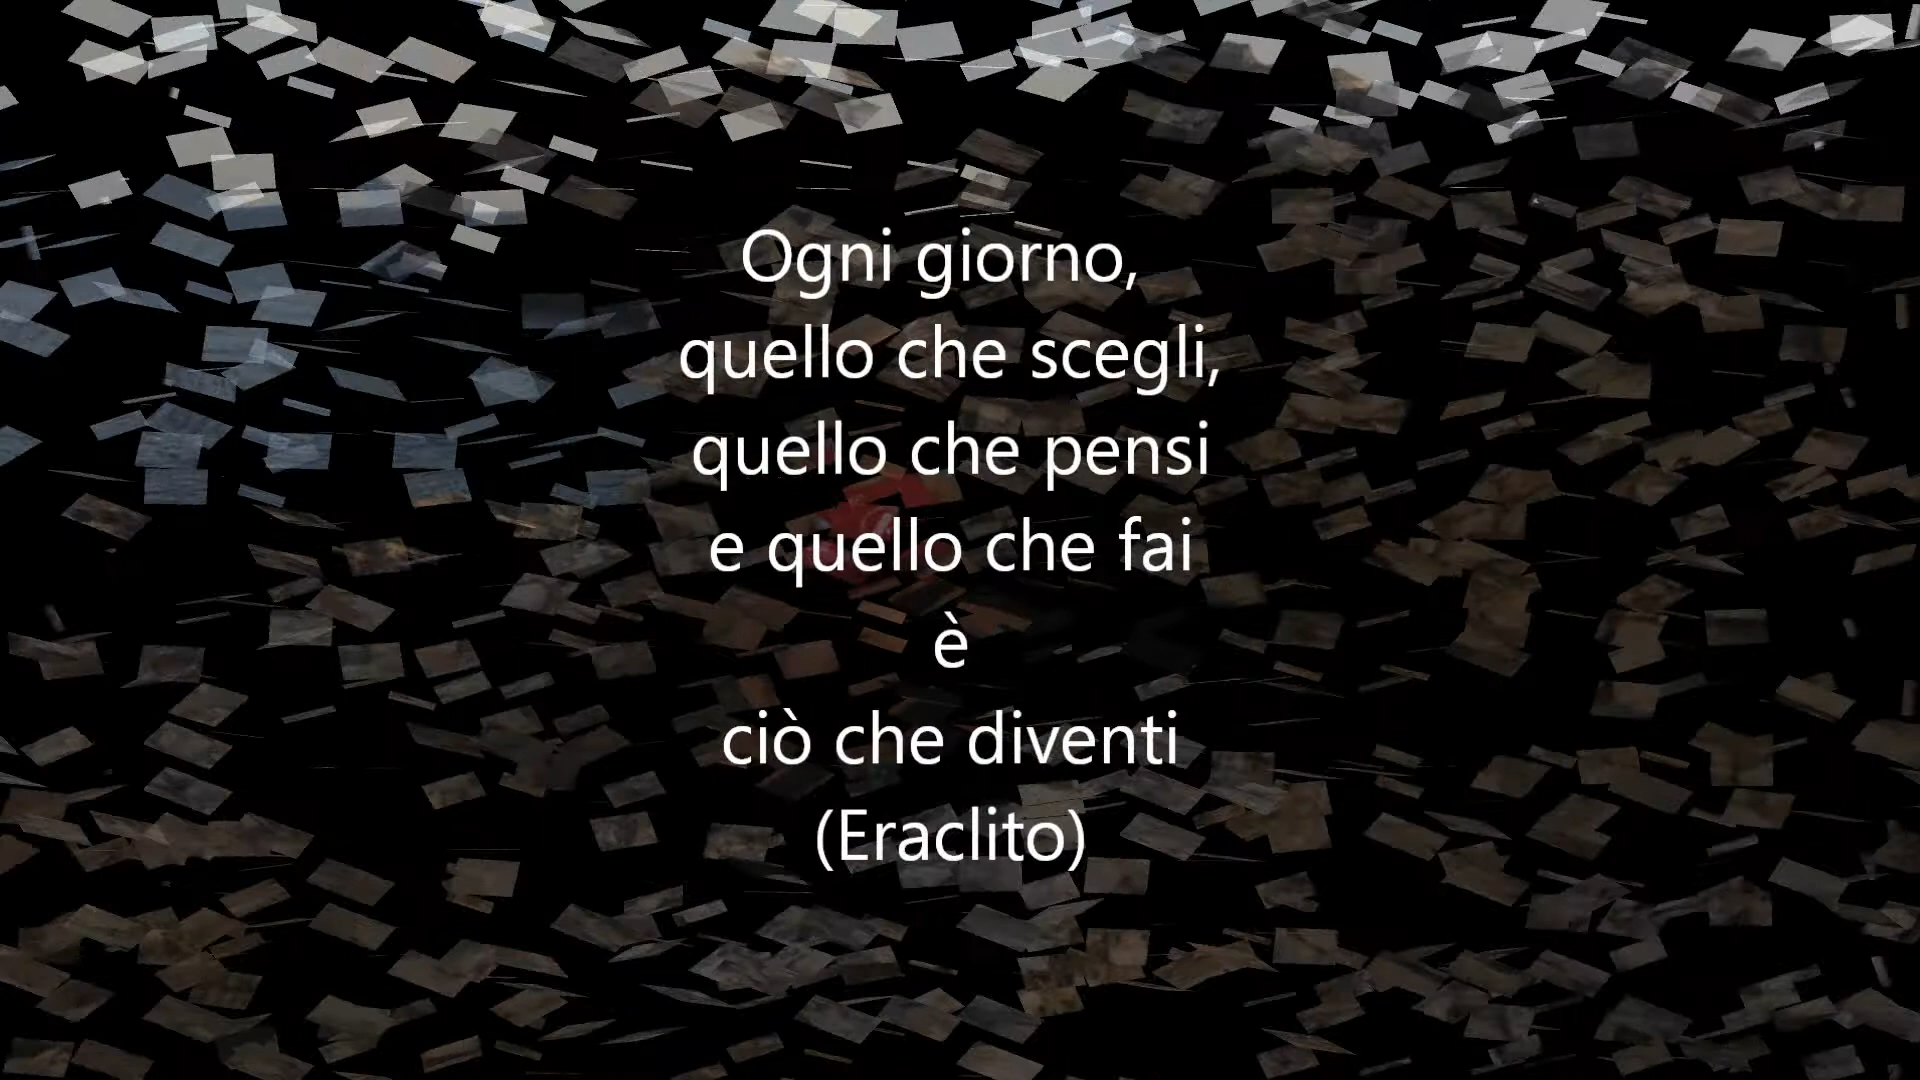 Ogni giorno,
quello che scegli,
quello che pensi
e quello che fai
è
ciò che diventi
(Eraclito)